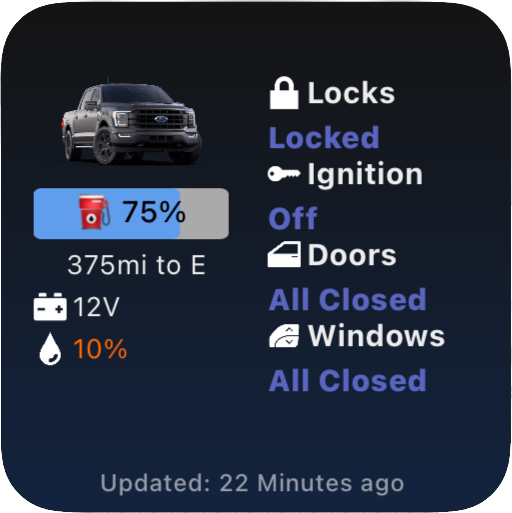 75%
375mi to E
12V
10%
Locks
Locked
Ignition
Off
Doors
All Closed
Windows
All Closed
Updated: 22 Minutes ago